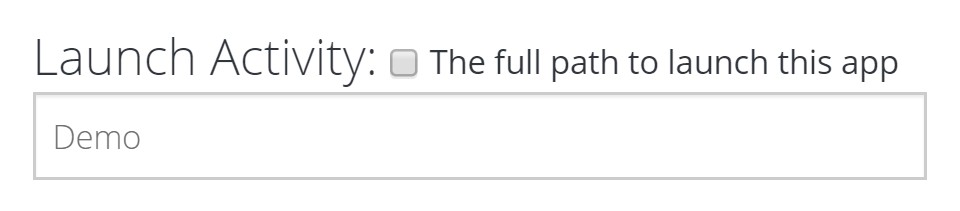 Launch Activity: The full path to launch this app
Demo